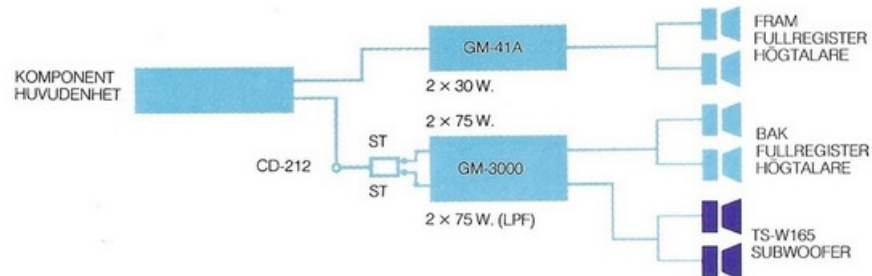 KOMPONENT
HUVUDENHET
GM-41A
2 × 30 W.
2 × 75 W.
CD-212
ST
ST
GM-3000
2 × 75 W. (LPF)
FRAM
FULLREGISTER
HÖGTALARE
BAK
FULLREGISTER
HÖGTALARE
TS-W165
SUBWOOFER